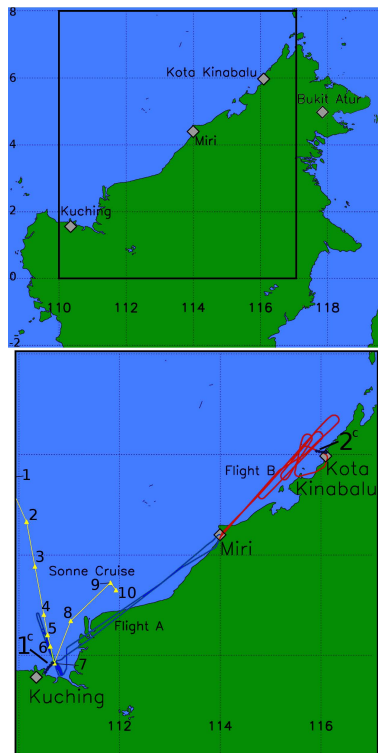 8
Kota Kinabalu
6
Bukit Atur
4
Miri
2
Kuching
0
110 112 114 116 118
-2
2c
Flight B
Kota
Kinabalu
1
2
Miri
3
Sonne Cruise
9 10
4 8
5 Flight A
6
1c 7
Kuching
112 114 116